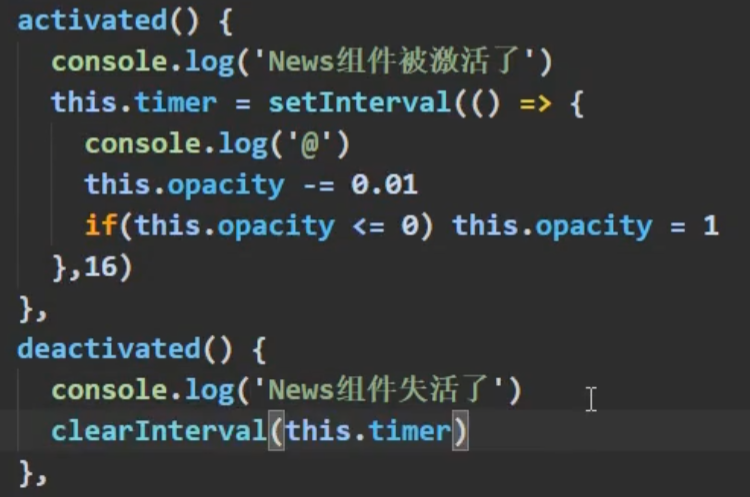 activated() {
console.log('News组件被激活了')
this.timer = setInterval(() => {
console.log('@')
this.opacity -= 0.01
if(this.opacity <= 0) this.opacity = 1
},16)
},
deactivated() {
console.log('News组件失活了')
clearInterval(this.timer)
},